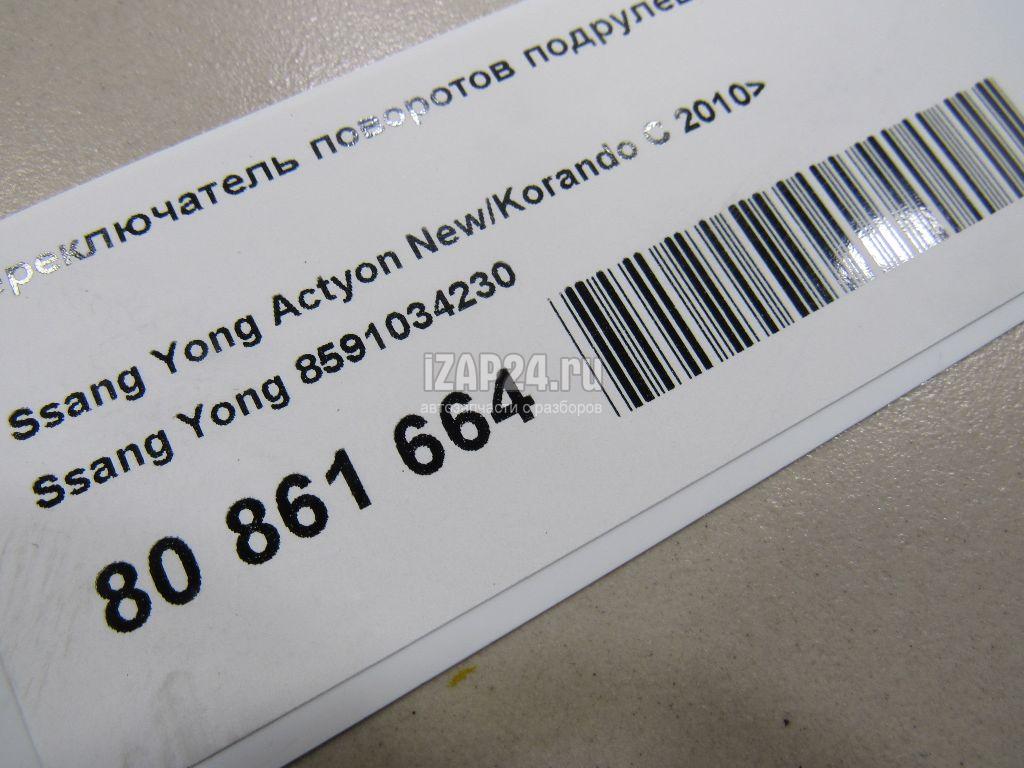 ереключатель поворотов подрулев
Ssang Yong Actyon New/Korando C 2010>
Ssang Yong 8591034230
80 861 664
iZAP24.ru
автозапчасти с разборов